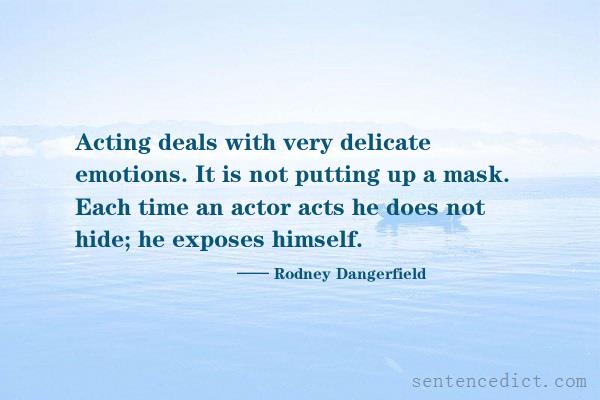 Acting deals with very delicate
emotions. It is not putting up a mask.
Each time an actor acts he does not
hide; he exposes himself.
—— Rodney Dangerfield
sentencedict.com